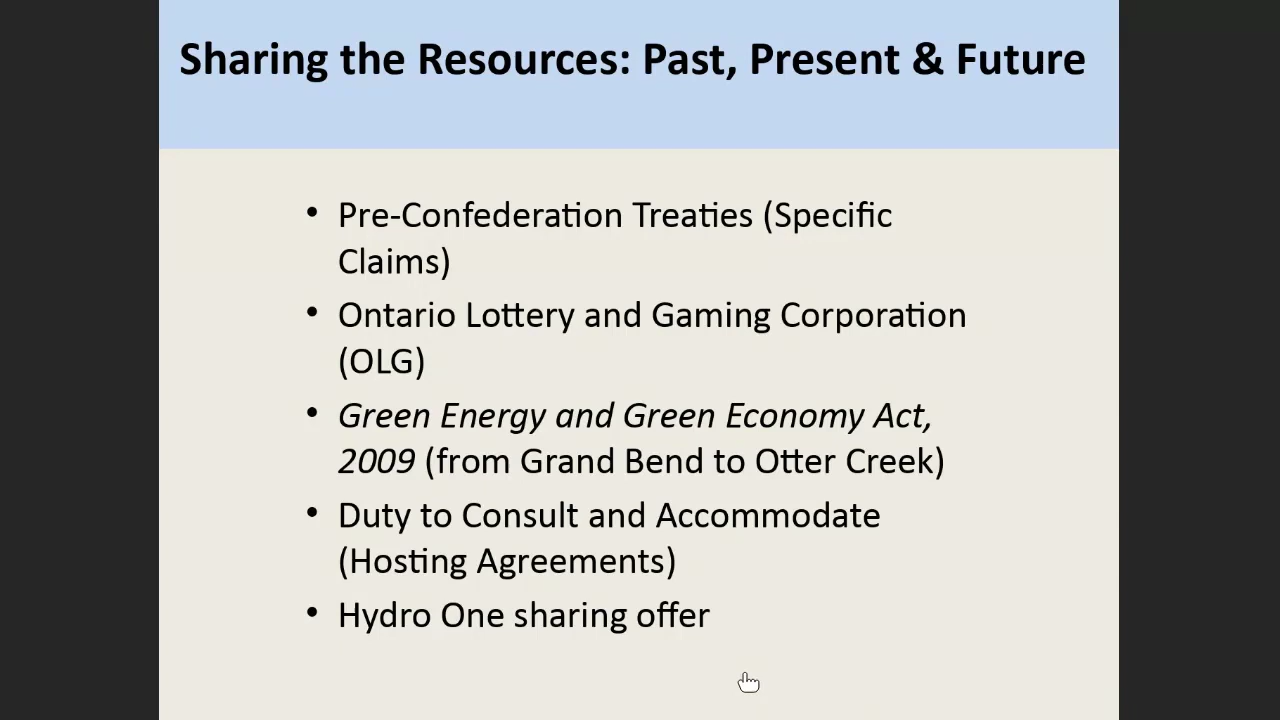 Sharing the Resources: Past, Present & Future
• Pre-Confederation Treaties (Specific
Claims)
• Ontario Lottery and Gaming Corporation
(OLG)
• Green Energy and Green Economy Act,
2009 (from Grand Bend to Otter Creek)
• Duty to Consult and Accommodate
(Hosting Agreements)
• Hydro One sharing offer